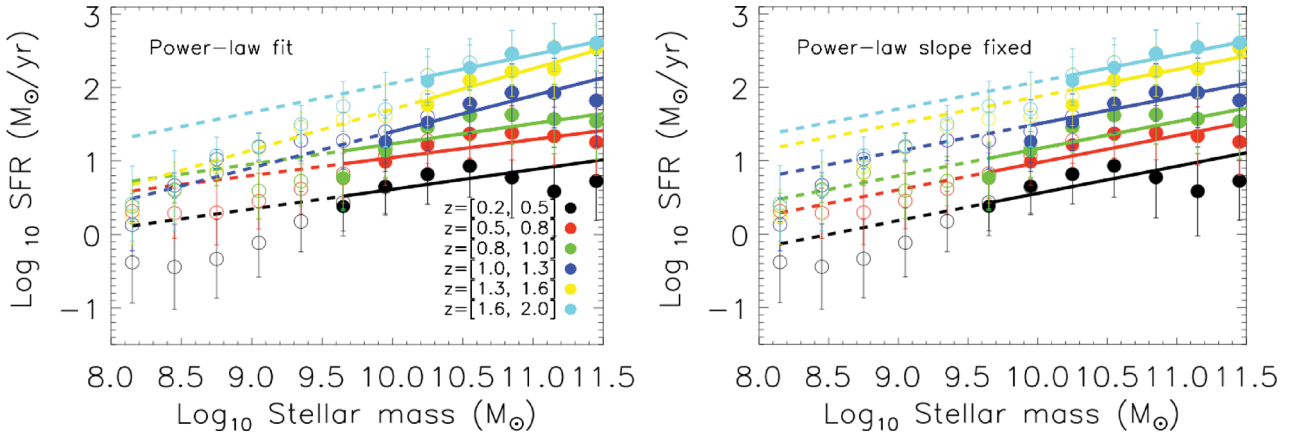 Power-law fit
Log 10 SFR (M⊙/yr)
3
2
1
0
-1
z=[0.2, 0.5]
z=[0.5, 0.8]
z=[0.8, 1.0]
z=[1.0, 1.3]
z=[1.3, 1.6]
z=[1.6, 2.0]
8.0 8.5 9.0 9.5 10.0 10.5 11.0 11.5
Log10 Stellar mass (M⊙)
Power-law slope fixed
Log 10 SFR (M⊙/yr)
3
2
1
0
-1
8.0 8.5 9.0 9.5 10.0 10.5 11.0 11.5
Log10 Stellar mass (M⊙)